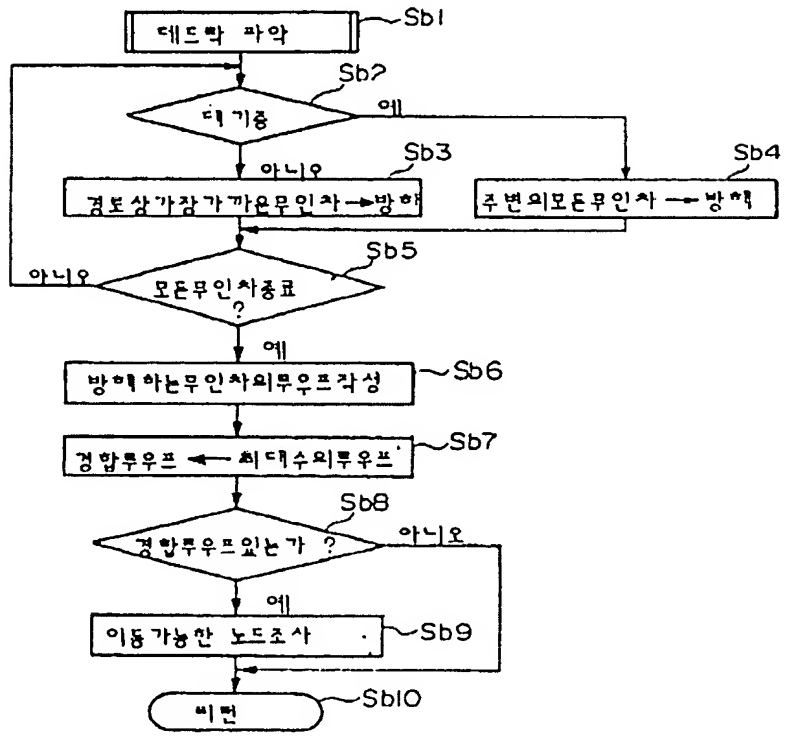 데드락 파악
Sb1
Sb2
대기중
예
아니오
Sb3
Sb4
경로상가장가까운무인차→방해
주변의모든무인차→방해
Sb5
아니오
모든무인차종료
?
예
방해하는무인차의루우프작성
Sb6
경합루우프 ← 최대수의루우프
Sb7
Sb8
경합루우프있는가 ?
아니오
예
이동가능한 노드조사
Sb9
리턴
Sb10